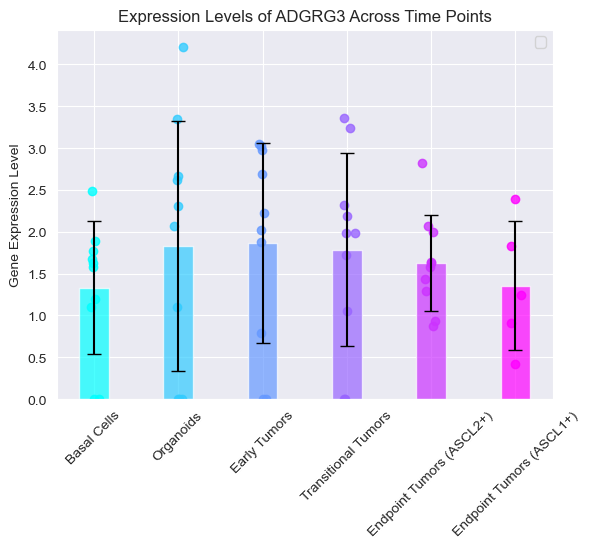 Expression Levels of ADGRG3 Across Time Points
Gene Expression Level
4.0
3.5
3.0
2.5
2.0
1.5
1.0
0.5
0.0
Basal Cells
Organoids
Early Tumors
Transitional Tumors
Endpoint Tumors (ASCL2+)
Endpoint Tumors (ASCL1+)